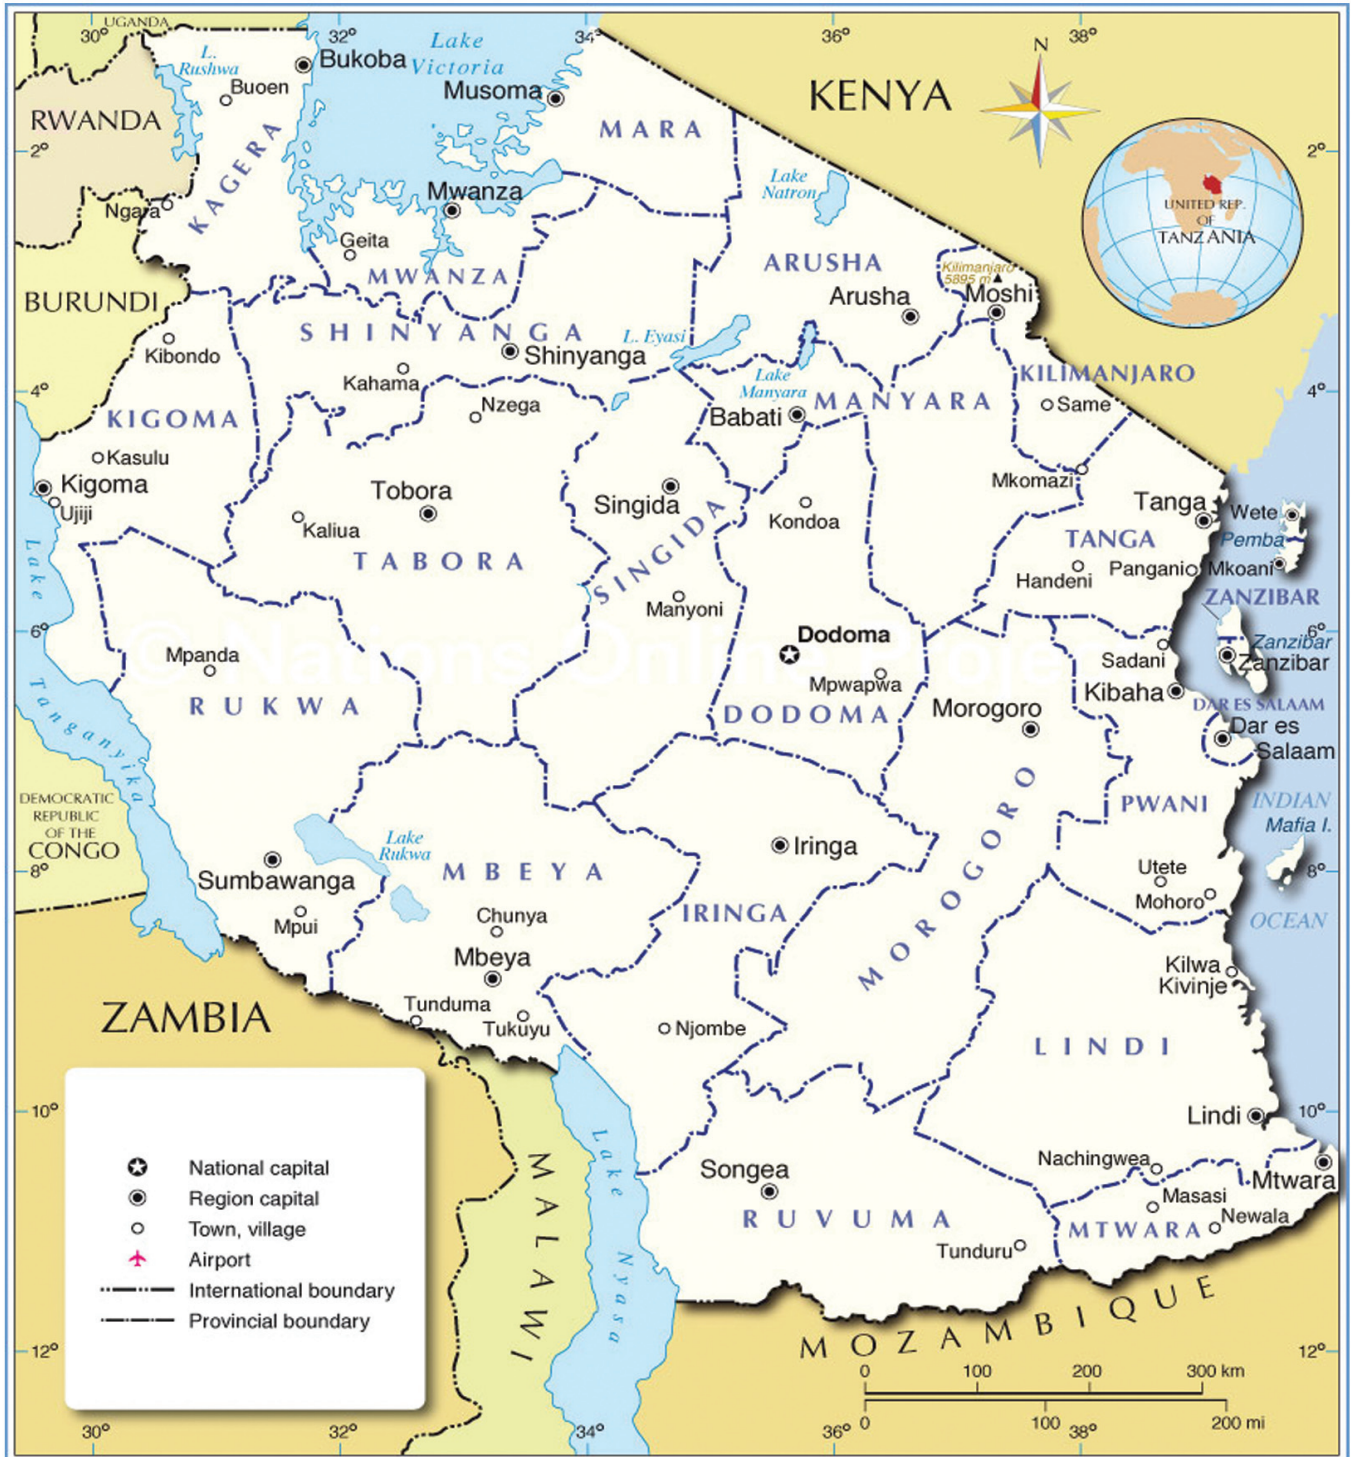 UGANDA
30°
32°
34°
36°
38°
L.
Rushwa
Bukoba
Lake
Victoria
Buoen
Musoma
KENYA
N
RWANDA
MARA
2°
2°
KAGERA
Lake
Natron
Ngara
Mwanza
UNITED REP.
OF
TANZANIA
Geita
MWANZA
ARUSHA
Kilimanjaro
5895 m
Arusha
Moshi
BURUNDI
SHINYANGA
L. Eyasi
Kibondo
Shinyanga
Kahama
Lake
Manyara
KILIMANJARO
4°
4°
Nzega
MANYARA
Same
KIGOMA
Babati
Kasulu
Kigoma
Ujiji
Tobora
Singida
Kondoa
Mkomazi
Tanga
Wete
Kaliua
TANGA
Pemba
TABORA
SINGIDA
Handeni
Pangani
Mkoani
Manyoni
ZANZIBAR
6°
6°
Dodoma
Zanzibar
Zanzibar
© Nations Online Project
Mpanda
Sadani
Mpwapwa
Kibaha
RUKWA
DODOMA
Morogoro
DAR ES SALAAM
Dar es
Salaam
Lake
Tanganyika
DEMOCRATIC
REPUBLIC
OF THE
CONGO
PWANI
INDIAN
Mafia I.
Lake
Rukwa
Iringa
MOROGORO
8°
8°
Sumbawanga
MBEYA
Utete
Mohoro
Mpui
Chunya
IRINGA
OCEAN
Mbeya
Kilwa
Kivinje
ZAMBIA
Tunduma
Tukuyu
Njombe
LINDI
10°
10°
Lindi
National capital
Region capital
Town, village
Airport
International boundary
Provincial boundary
MALAWI
Lake Nyasa
Songea
Nachingwea
Mtwara
Masasi
RUVUMA
MTWARA
Newala
Tunduru
MOZAMBIQUE
12°
12°
0 100 200 300 km
0 100 200 mi
30°
32°
34°
36°
38°